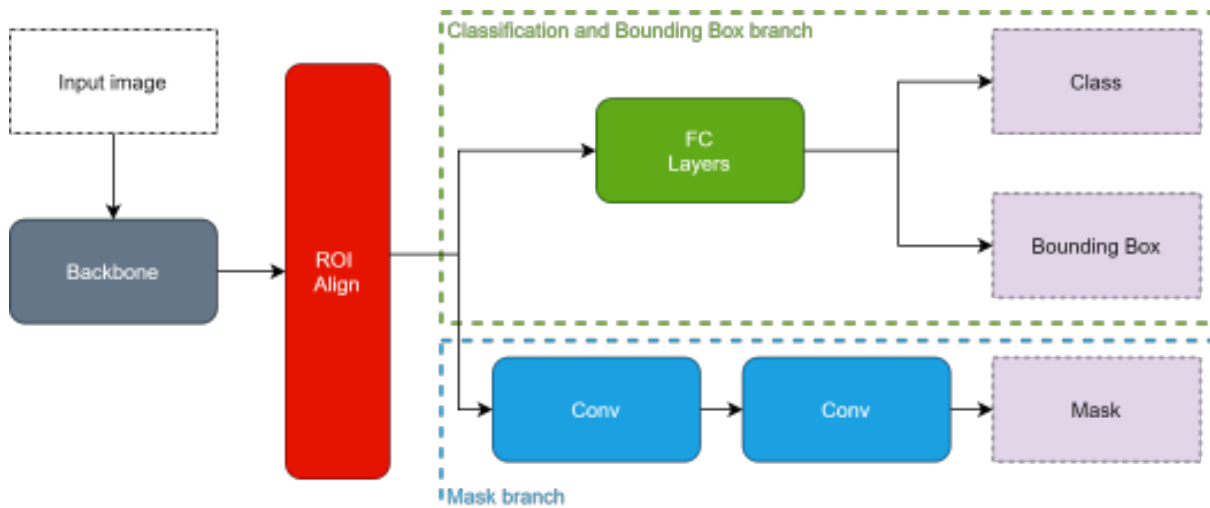 Classification and Bounding Box branch
Input image
Class
FC
Layers
Bounding Box
Backbone
ROI
Align
Conv
Conv
Mask
Mask branch